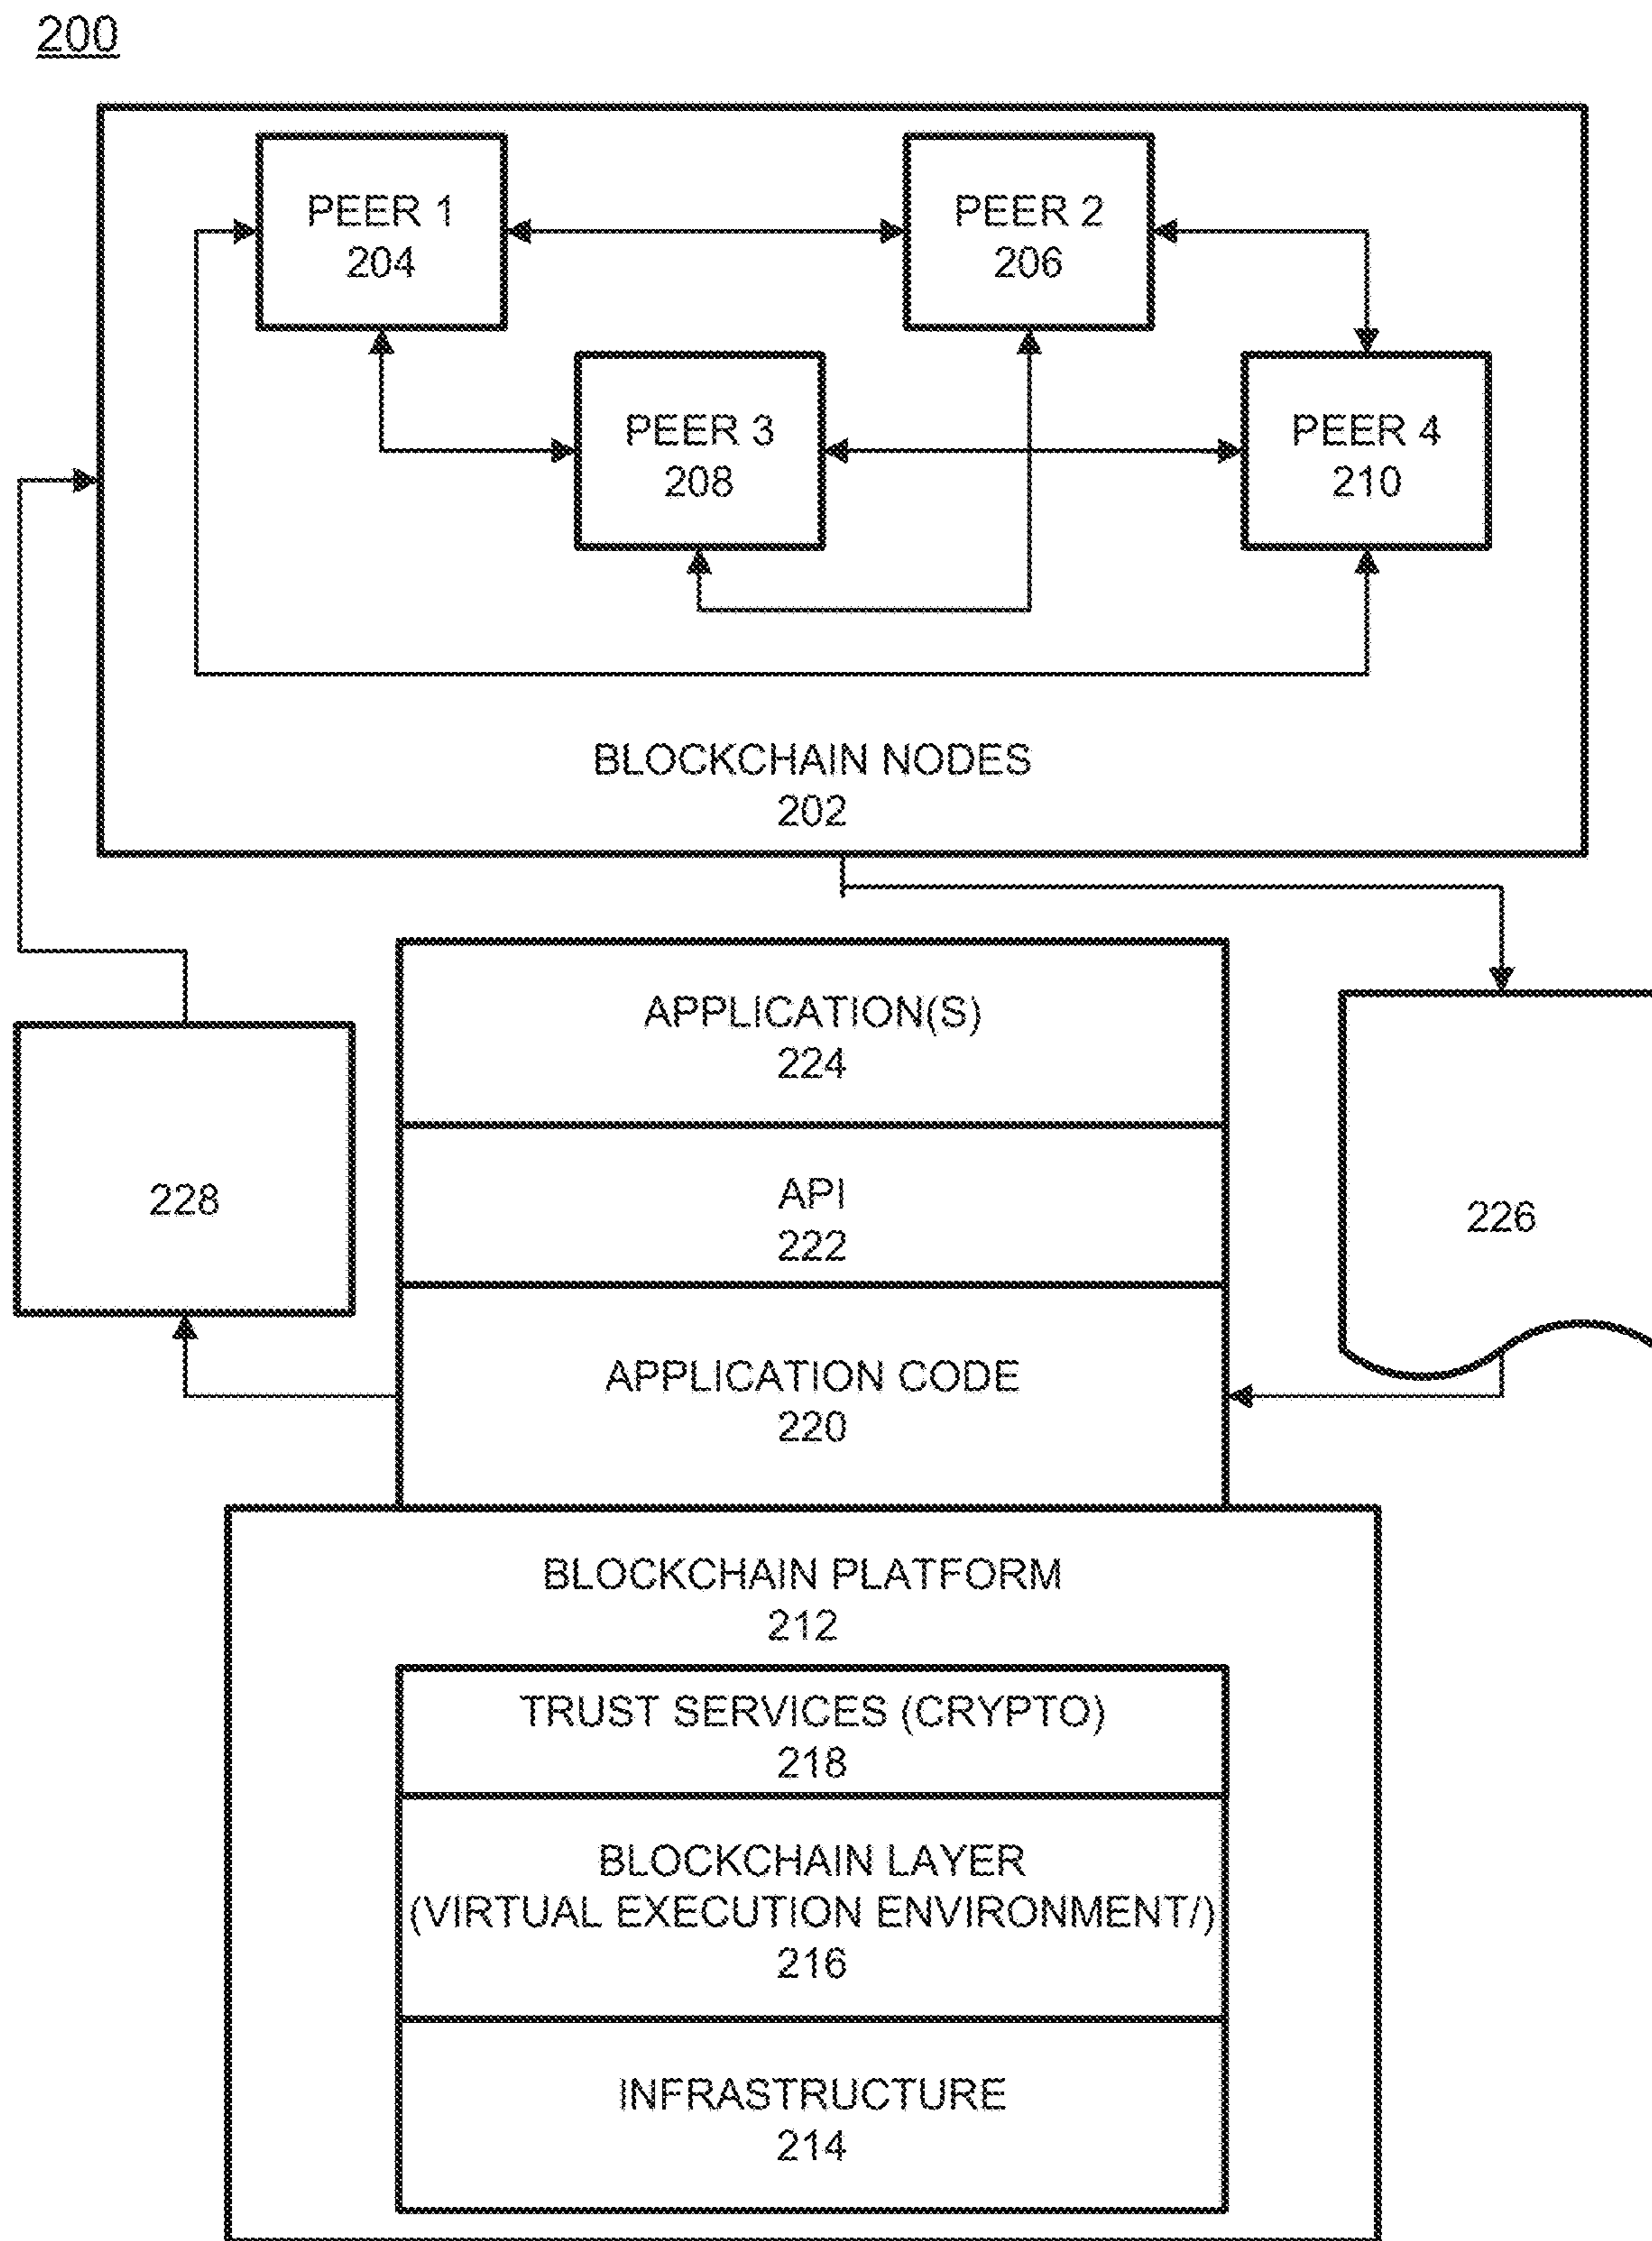 200
PEER 1
204
PEER 2
206
PEER 3
208
PEER 4
210
BLOCKCHAIN NODES
202
APPLICATION(S)
224
API
222
228
226
APPLICATION CODE
220
BLOCKCHAIN PLATFORM
212
TRUST SERVICES (CRYPTO)
218
BLOCKCHAIN LAYER
(VIRTUAL EXECUTION ENVIRONMENT/)
216
INFRASTRUCTURE
214